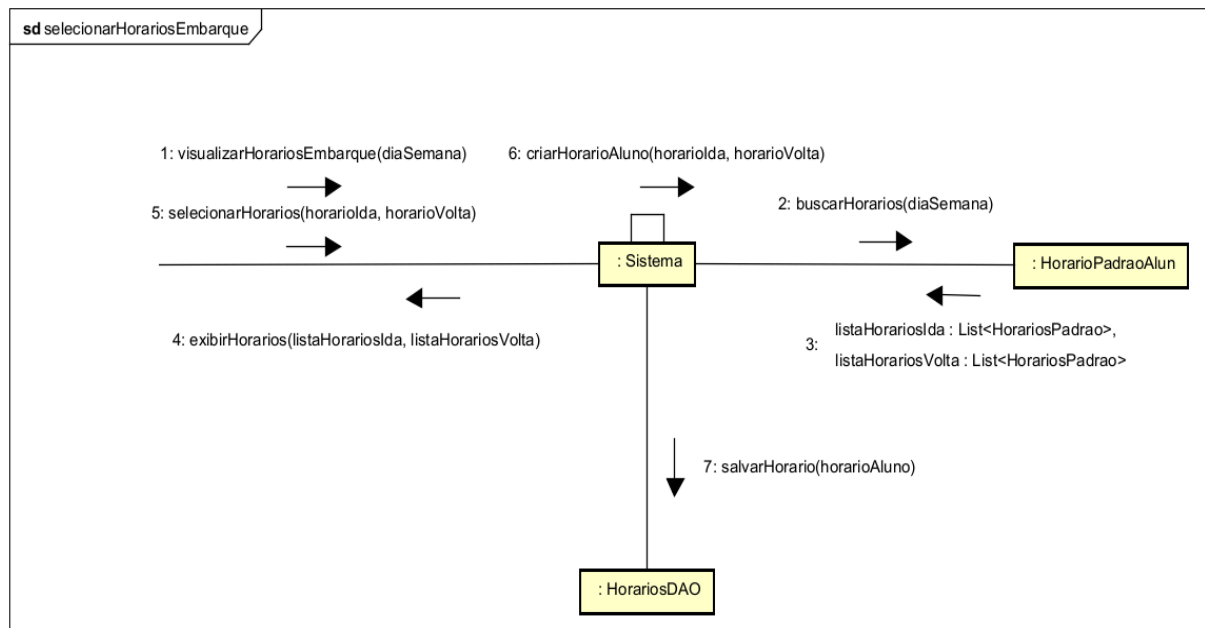 sd selecionarHorariosEmbarque
1: visualizarHorariosEmbarque(diaSemana)
6: criarHorarioAluno(horarioIda, horarioVolta)
5: selecionarHorarios(horarioIda, horarioVolta)
2: buscarHorarios(diaSemana)
: Sistema
: HorarioPadraoAlun
4: exibirHorarios(listaHorariosIda, listaHorariosVolta)
3:
listaHorariosIda : List<HorariosPadrao>,
listaHorariosVolta : List<HorariosPadrao>
7: salvarHorario(horarioAluno)
: HorariosDAO